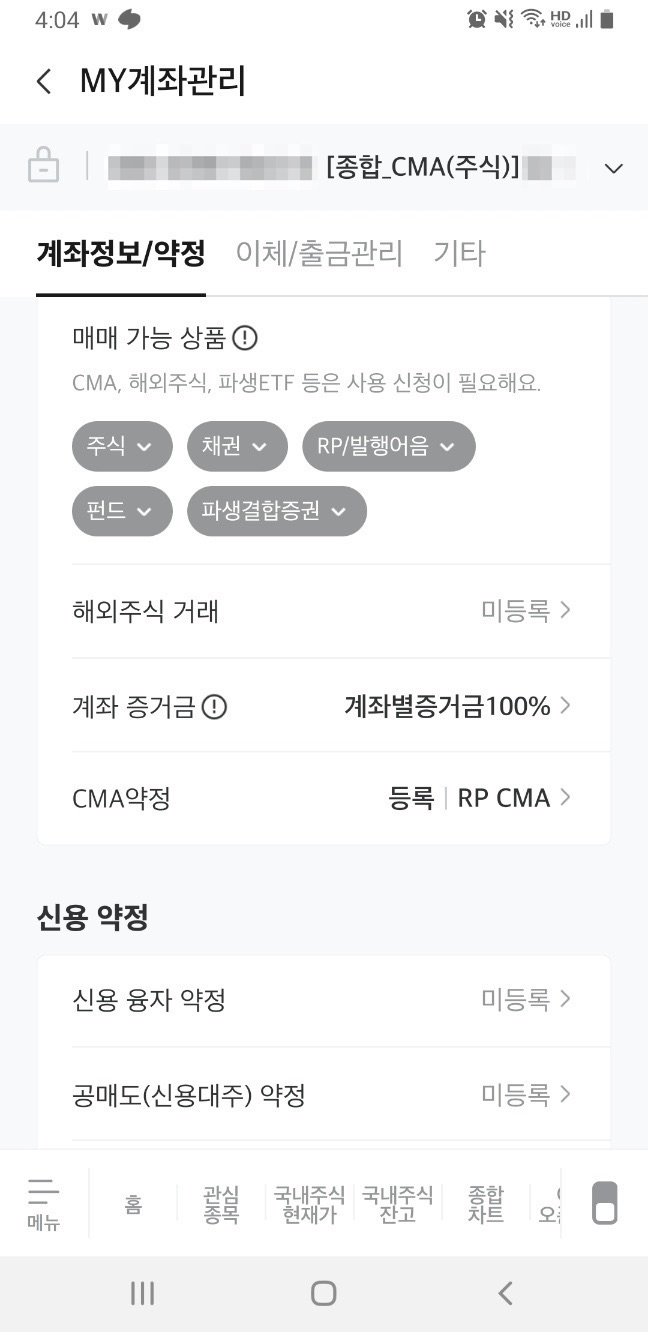 4:04 W HD voice
MY계좌관리
[종합_CMA(주식)]
계좌정보/약정 이체/출금관리 기타
매매 가능 상품
CMA, 해외주식, 파생ETF 등은 사용 신청이 필요해요.
주식 채권 RP/발행어음
펀드 파생결합증권
해외주식 거래 미등록
계좌 증거금 계좌별증거금100%
CMA약정 등록 | RP CMA
신용 약정
신용 융자 약정 미등록
공매도(신용대주) 약정 미등록
메뉴
홈
관심
종목
국내주식
현재가
국내주식
잔고
종합
차트